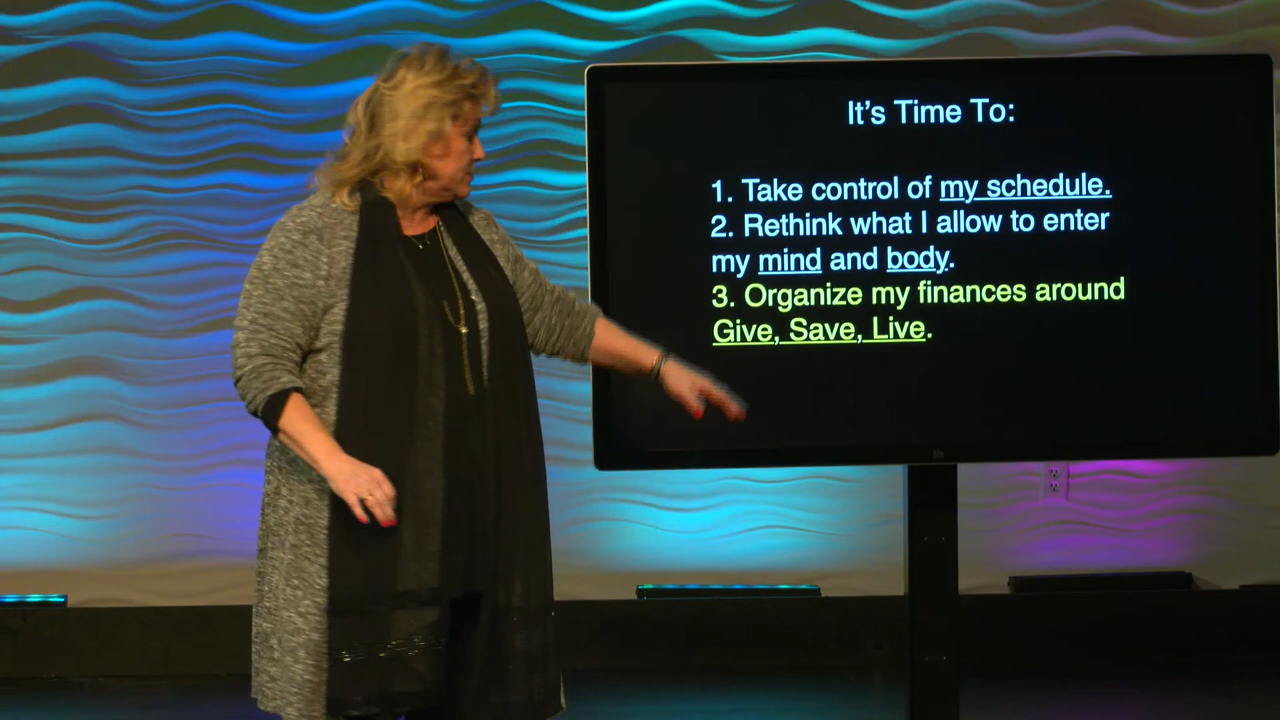 It's Time To:
1. Take control of my schedule.
2. Rethink what I allow to enter
my mind and body.
3. Organize my finances around
Give, Save, Live.